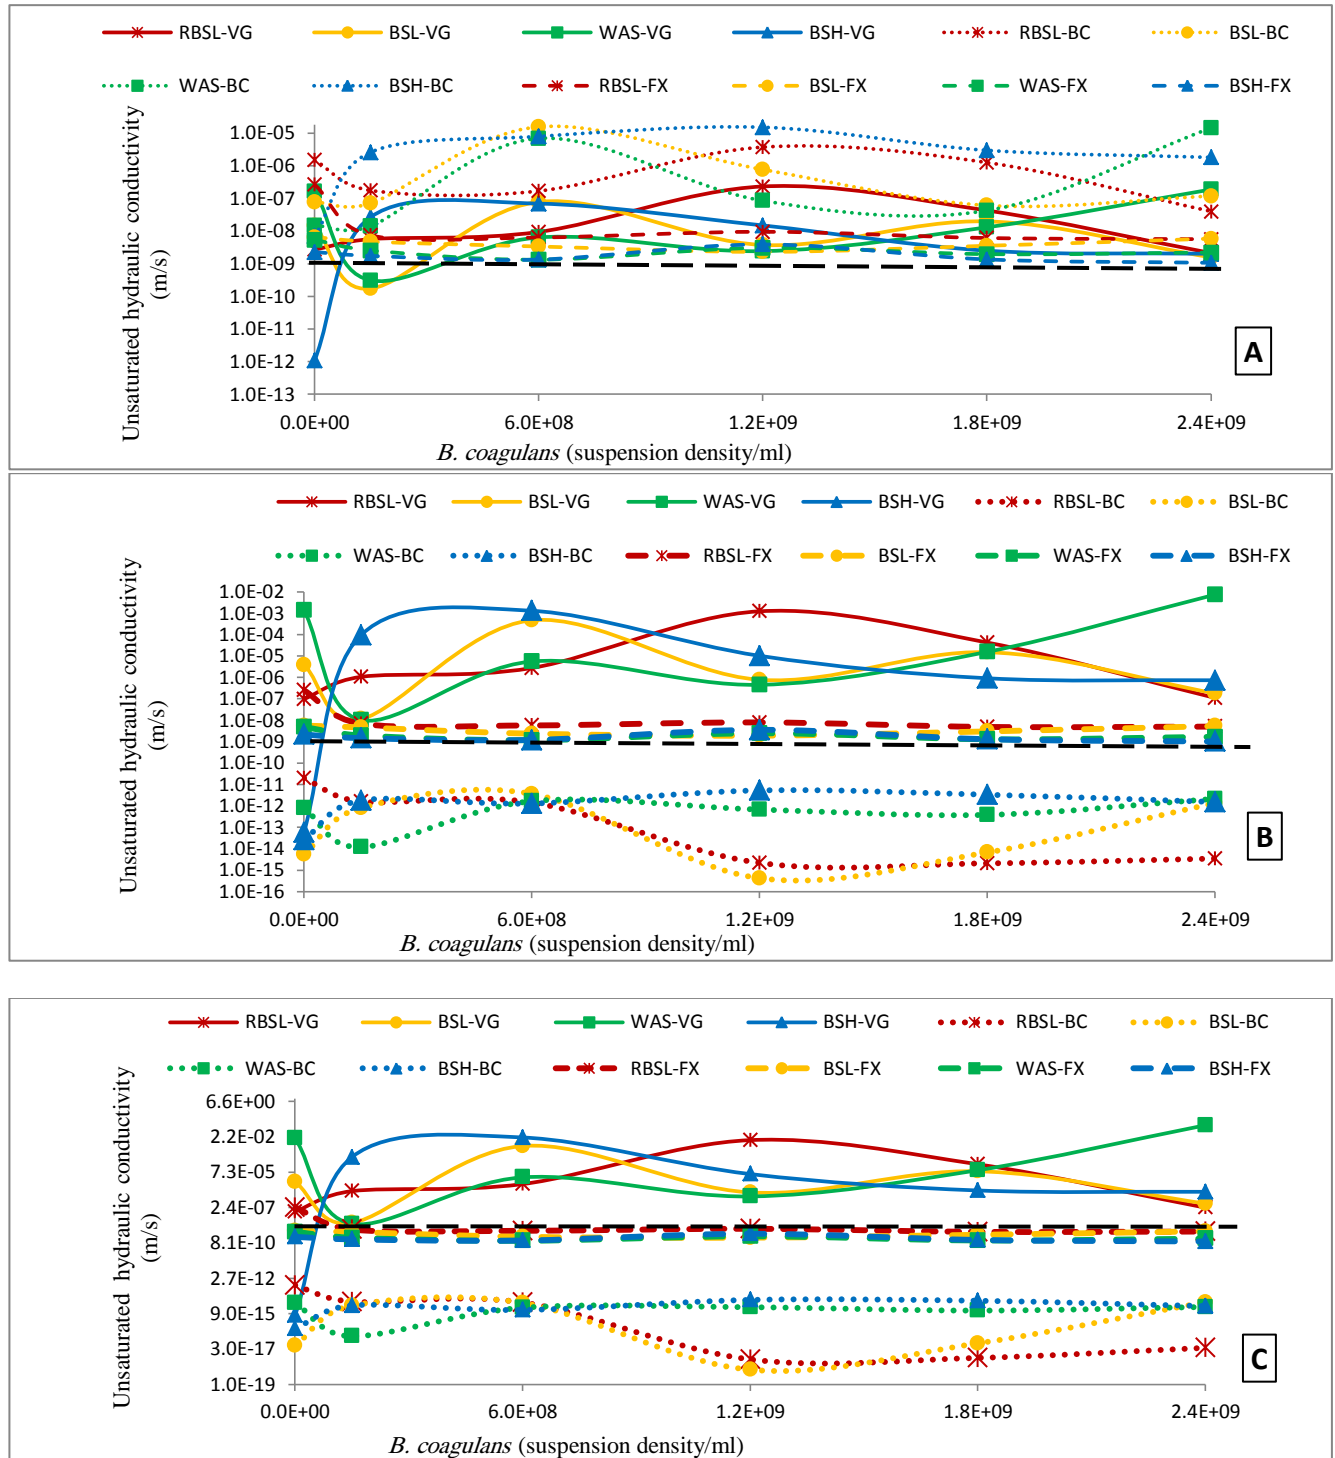 RBSL-VG BSL-VG WAS-VG BSH-VG RBSL-BC BSL-BC
WAS-BC BSH-BC RBSL-FX BSL-FX WAS-FX BSH-FX
Unsaturated hydraulic conductivity
(m/s)
1.0E-05
1.0E-06
1.0E-07
1.0E-08
1.0E-09
1.0E-10
1.0E-11
1.0E-12
1.0E-13
A
0.0E+00 6.0E+08 1.2E+09 1.8E+09 2.4E+09
B. coagulans (suspension density/ml)
RBSL-VG BSL-VG WAS-VG BSH-VG RBSL-BC BSL-BC
WAS-BC BSH-BC RBSL-FX BSL-FX WAS-FX BSH-FX
Unsaturated hydraulic conductivity
(m/s)
1.0E-02
1.0E-03
1.0E-04
1.0E-05
1.0E-06
1.0E-07
1.0E-08
1.0E-09
1.0E-10
1.0E-11
1.0E-12
1.0E-13
1.0E-14
1.0E-15
1.0E-16
B
0.0E+00 6.0E+08 1.2E+09 1.8E+09 2.4E+09
B. coagulans (suspension density/ml)
RBSL-VG BSL-VG WAS-VG BSH-VG RBSL-BC BSL-BC
WAS-BC BSH-BC RBSL-FX BSL-FX WAS-FX BSH-FX
Unsaturated hydraulic conductivity
(m/s)
6.6E+00
2.2E-02
7.3E-05
2.4E-07
8.1E-10
2.7E-12
9.0E-15
3.0E-17
1.0E-19
C
0.0E+00 6.0E+08 1.2E+09 1.8E+09 2.4E+09
B. coagulans (suspension density/ml)